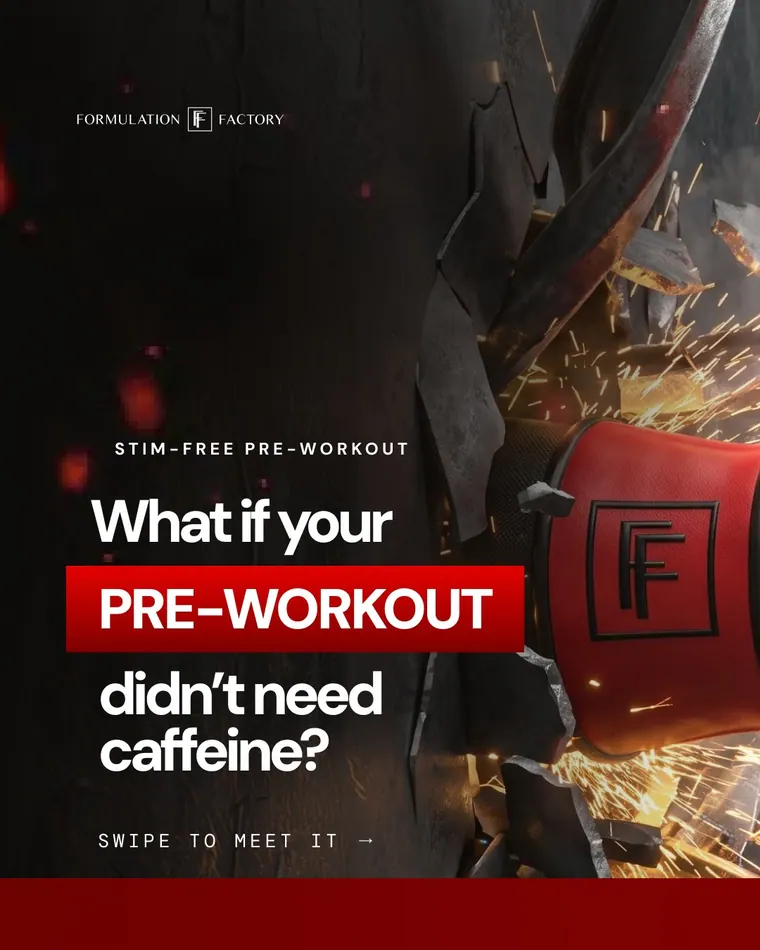 FORMULATION FF FACTORY
STIM-FREE PRE-WORKOUT
What if your
PRE-WORKOUT
didn't need
caffeine?
SWIPE TO MEET IT →
FF